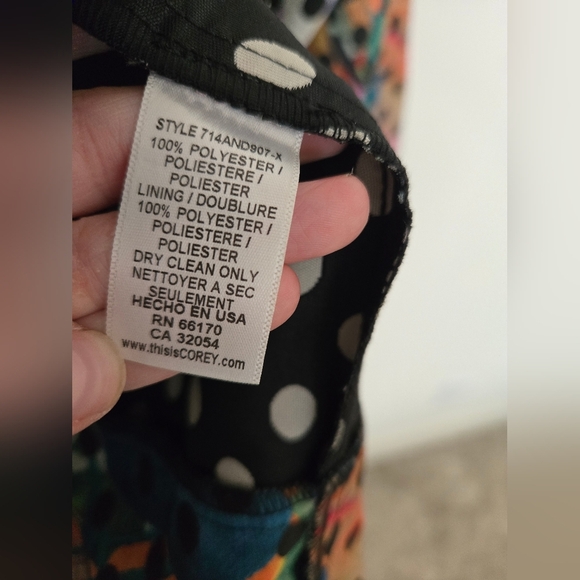 STYLE 714AND907-X
100% POLYESTER /
POLIESTERE /
POLIESTER
LINING / DOUBLURE
100% POLYESTER /
POLIESTERE /
POLIESTER
DRY CLEAN ONLY
NETTOYER A SEC
SEULEMENT
HECHO EN USA
RN 66170
CA 32054
www.thisisCOREY.com